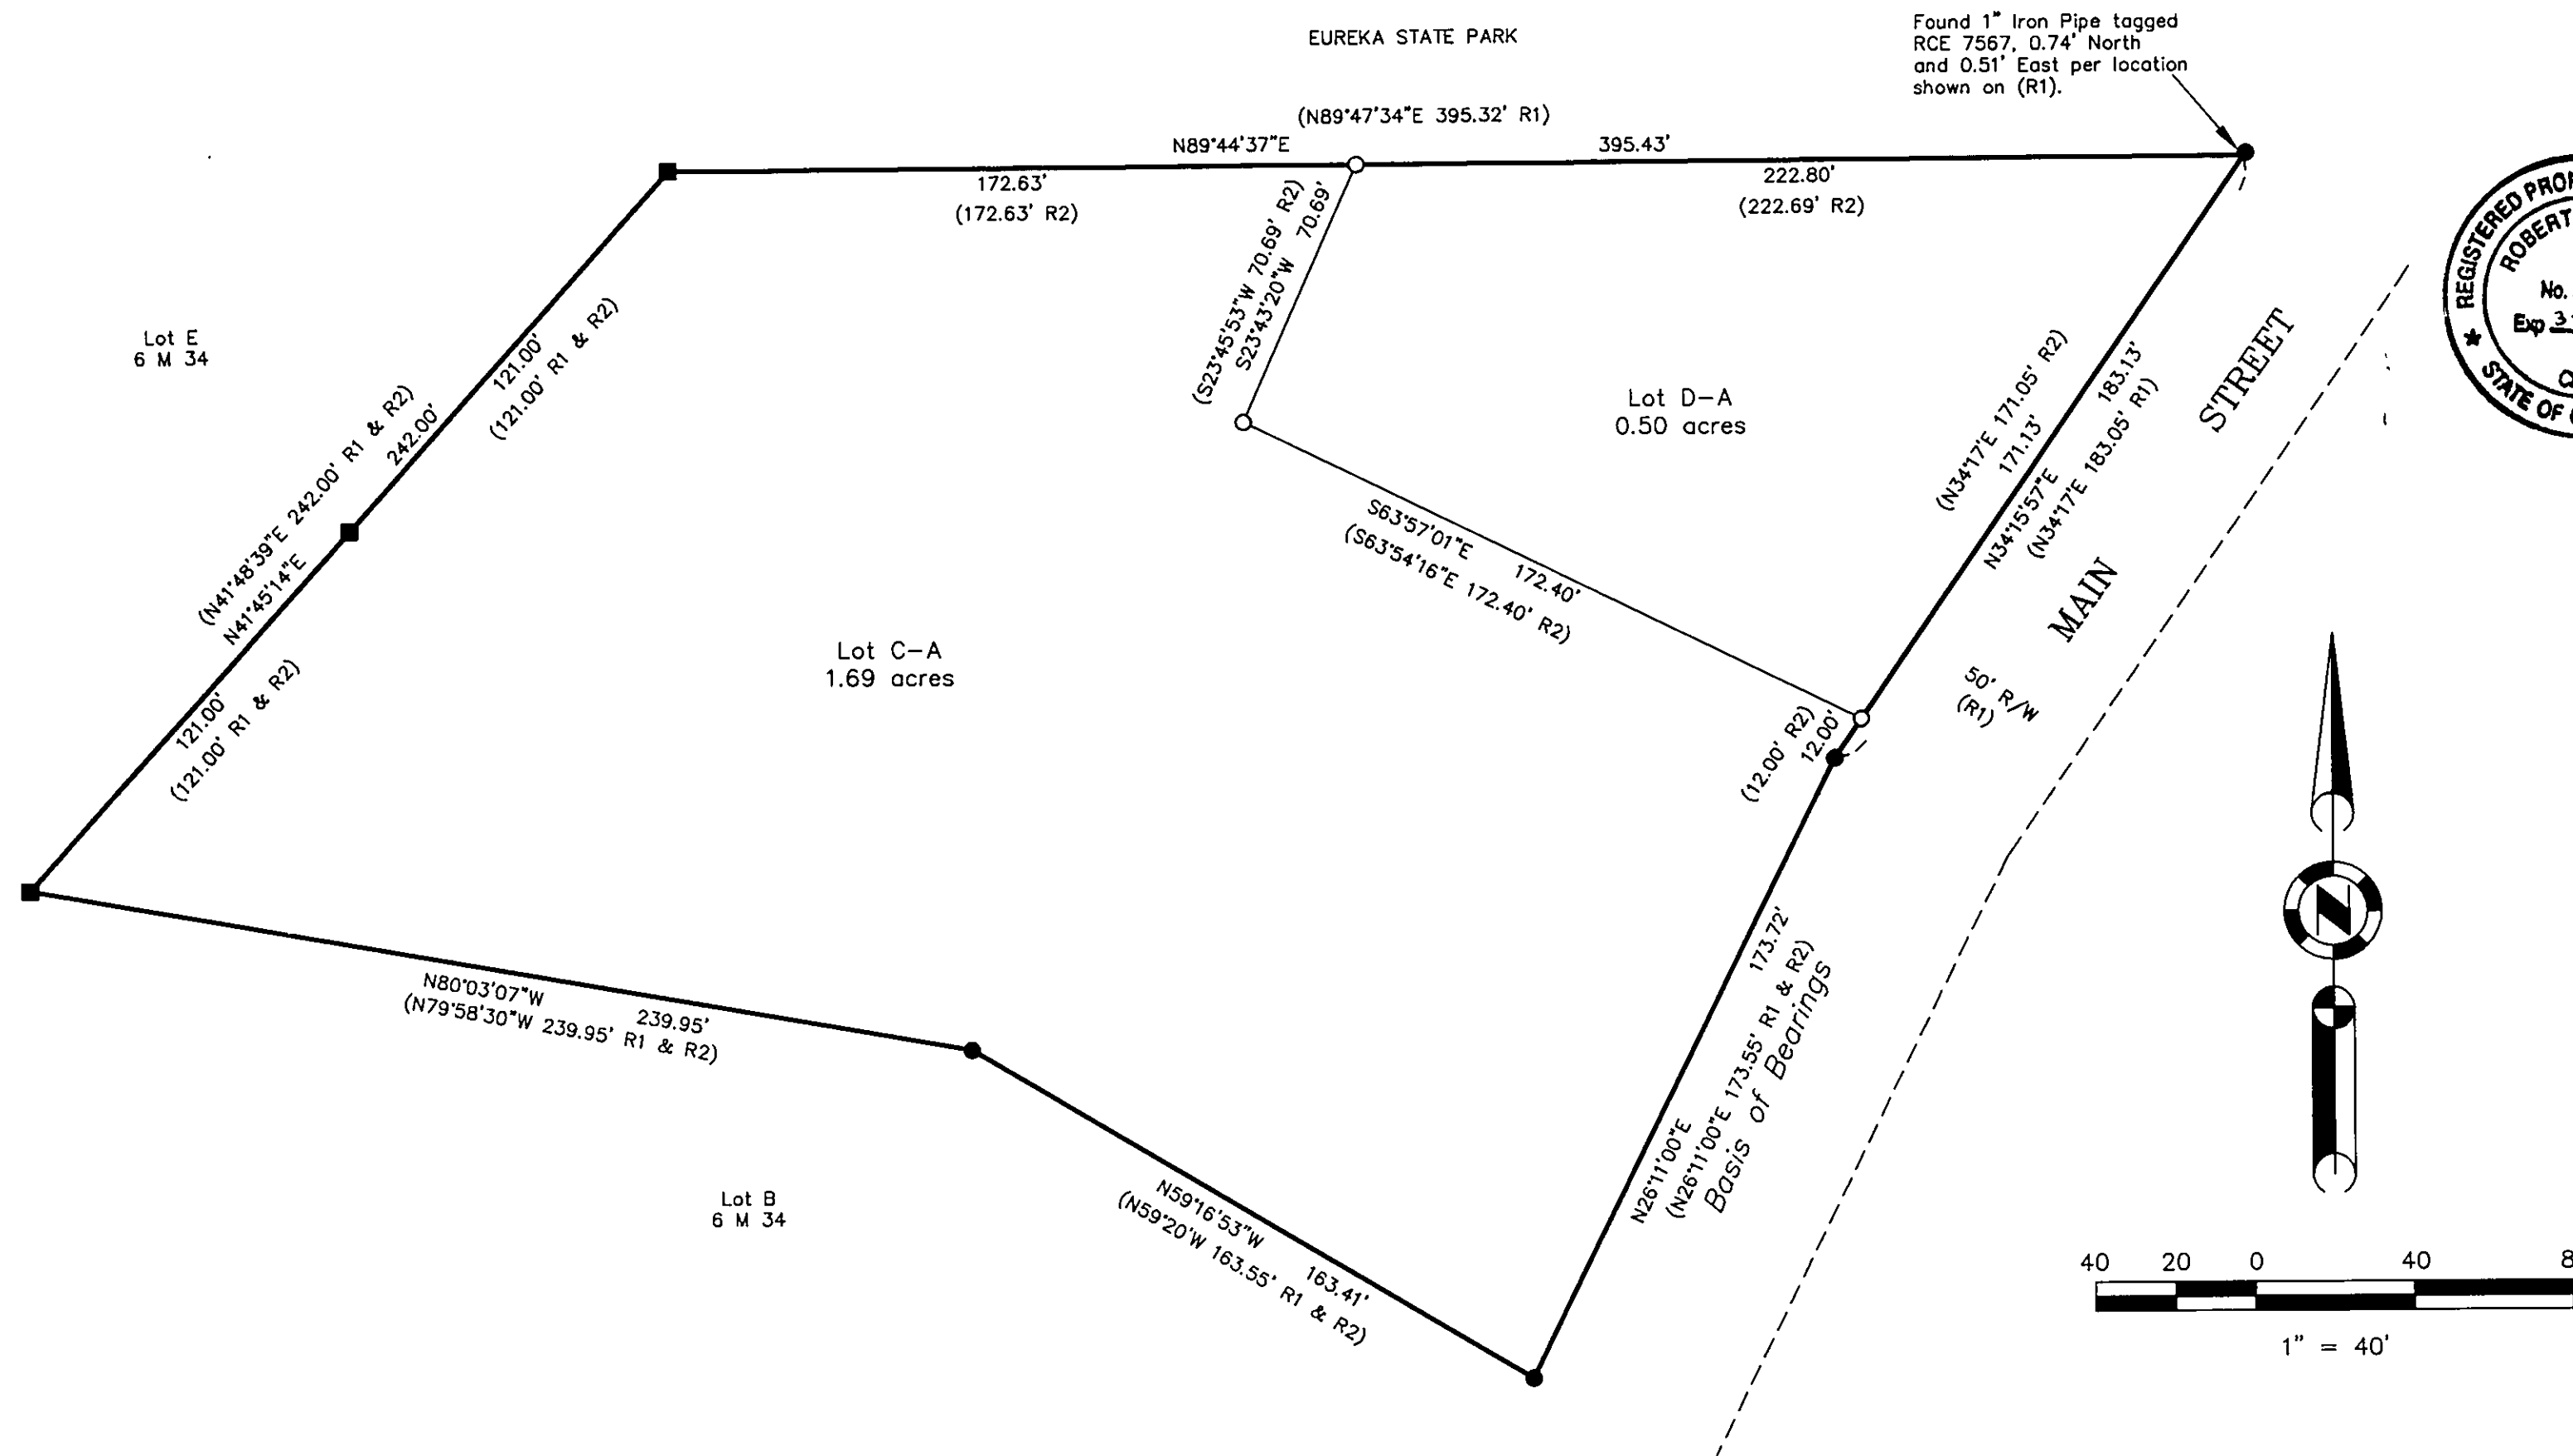 EUREKA STATE PARK
Found 1" Iron Pipe tagged
RCE 7567, 0.74' North
and 0.51' East per location
shown on (R1).
(N89°47'34"E 395.32' R1)
N89°44'37"E
395.43'
172.63'
(172.63' R2)
222.80'
(222.69' R2)
(S23°45'53"W 70.69' R2)
S23°43'20"W 70.69'
REGISTERED
ROBERT
No.
Exp 3
STATE OF
Lot E
6 M 34
121.00'
(121.00' R1 & R2)
(N41°48'39"E 242.00' R1 & R2)
N41°45'14"E 242.00'
121.00'
(121.00' R1 & R2)
Lot D-A
0.50 acres
(N34°17'E 171.05' R2)
171.13'
N34°15'57"E 183.13'
(N34°17'E 183.05' R1)
MAIN STREET
S63°57'01"E 172.40'
(S63°54'16"E 172.40' R2)
Lot C-A
1.69 acres
50' R/W
(R1)
(12.00' R2)
12.00'
N
N80°03'07"W 239.95'
(N79°58'30"W 239.95' R1 & R2)
N26°11'00"E 173.72'
(N26°11'00"E 173.55' R1 & R2)
Basis of Bearings
Lot B
6 M 34
N59°16'53"W 163.41'
(N59°20'W 163.55' R1 & R2)
40 20 0 40
1" = 40'